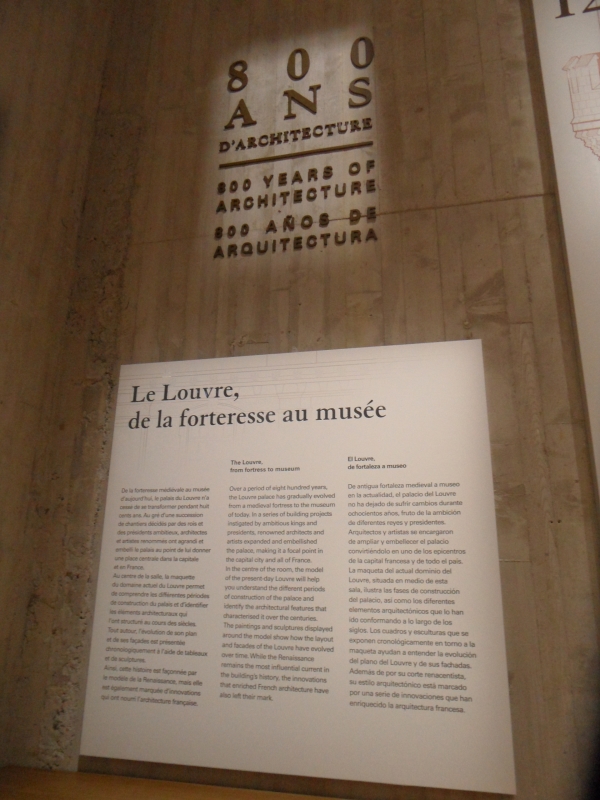 800
ANS
D'ARCHITECTURE
800 YEARS OF
ARCHITECTURE
800 AÑOS DE
ARQUITECTURA
12
Le Louvre,
de la forteresse au musée
De la forteresse médiévale au musée
d'aujourd'hui, le palais du Louvre n'a
cessé de se transformer pendant huit
cents ans. Au gré d'une succession
de chantiers décidés par des rois et
des présidents ambitieux, architectes
et artistes renommés ont agrandi et
embelli le palais au point de lui donner
une place centrale dans la capitale
et en France.
Au centre de la salle, la maquette
du domaine actuel du Louvre permet
de comprendre les différentes périodes
de construction du palais et d'identifier
les éléments architecturaux qui
l'ont structuré au cours des siècles.
Tout autour, l'évolution de son plan
et de ses façades est présentée
chronologiquement à l'aide de tableaux
et de sculptures.
Ainsi, cette histoire est façonnée par
le modèle de la Renaissance, mais elle
est également marquée d'innovations
qui ont nourri l'architecture française.
The Louvre,
from fortress to museum
Over a period of eight hundred years,
the Louvre palace has gradually evolved
from a medieval fortress to the museum
of today. In a series of building projects
instigated by ambitious kings and
presidents, renowned architects and
artists expanded and embellished
the palace, making it a focal point in
the capital city and all of France.
In the centre of the room, the model
of the present-day Louvre will help
you understand the different periods
of construction of the palace and
identify the architectural features that
characterised it over the centuries.
The paintings and sculptures displayed
around the model show how the layout
and facades of the Louvre have evolved
over time. While the Renaissance
remains the most influential current in
the building's history, the innovations
that enriched French architecture have
also left their mark.
El Louvre,
de fortaleza a museo
De antigua fortaleza medieval a museo
en la actualidad, el palacio del Louvre
no ha dejado de sufrir cambios durante
ochocientos años, fruto de la ambición
de diferentes reyes y presidentes.
Arquitectos y artistas se encargaron
de ampliar y embellecer el palacio
convirtiéndolo en uno de los epicentros
de la capital francesa y de todo el país.
La maqueta del actual dominio del
Louvre, situada en medio de esta
sala, ilustra las fases de construcción
del palacio, así como los diferentes
elementos arquitectónicos que lo han
ido conformando a lo largo de los
siglos. Los cuadros y esculturas que se
exponen cronológicamente en torno a la
maqueta ayudan a entender la evolución
del plano del Louvre y de sus fachadas.
Además de por su corte renacentista,
su estilo arquitectónico está marcado
por una serie de innovaciones que han
enriquecido la arquitectura francesa.